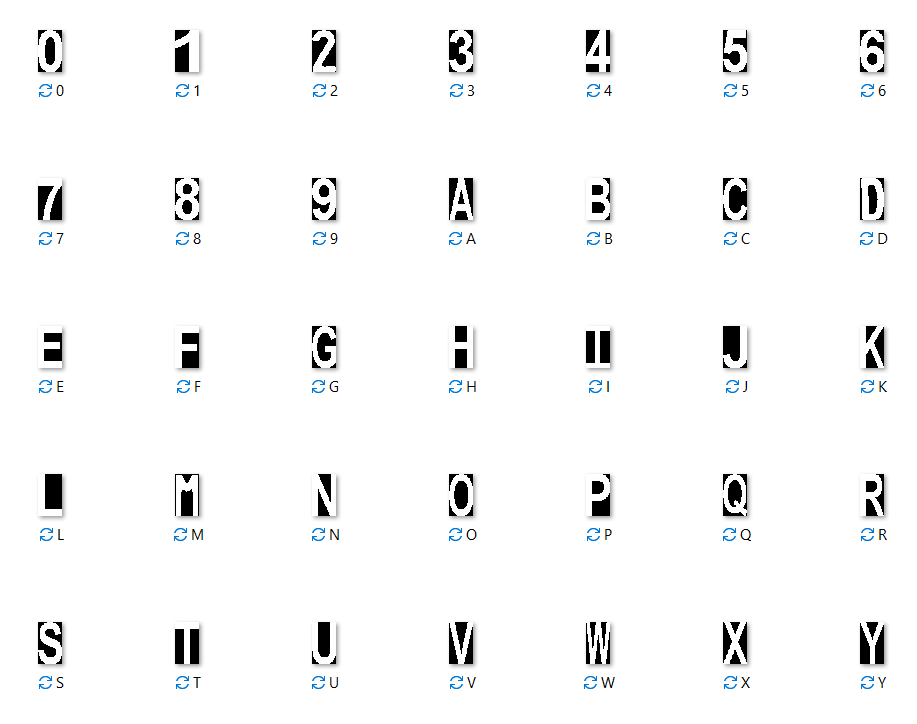 0 1 2 3 4 5 6
0 1 2 3 4 5 6
7 8 9 A B C D
7 8 9 A B C D
E F G H I J K
E F G H I J K
L M N O P Q R
L M N O P Q R
S T U V W X Y
S T U V W X Y